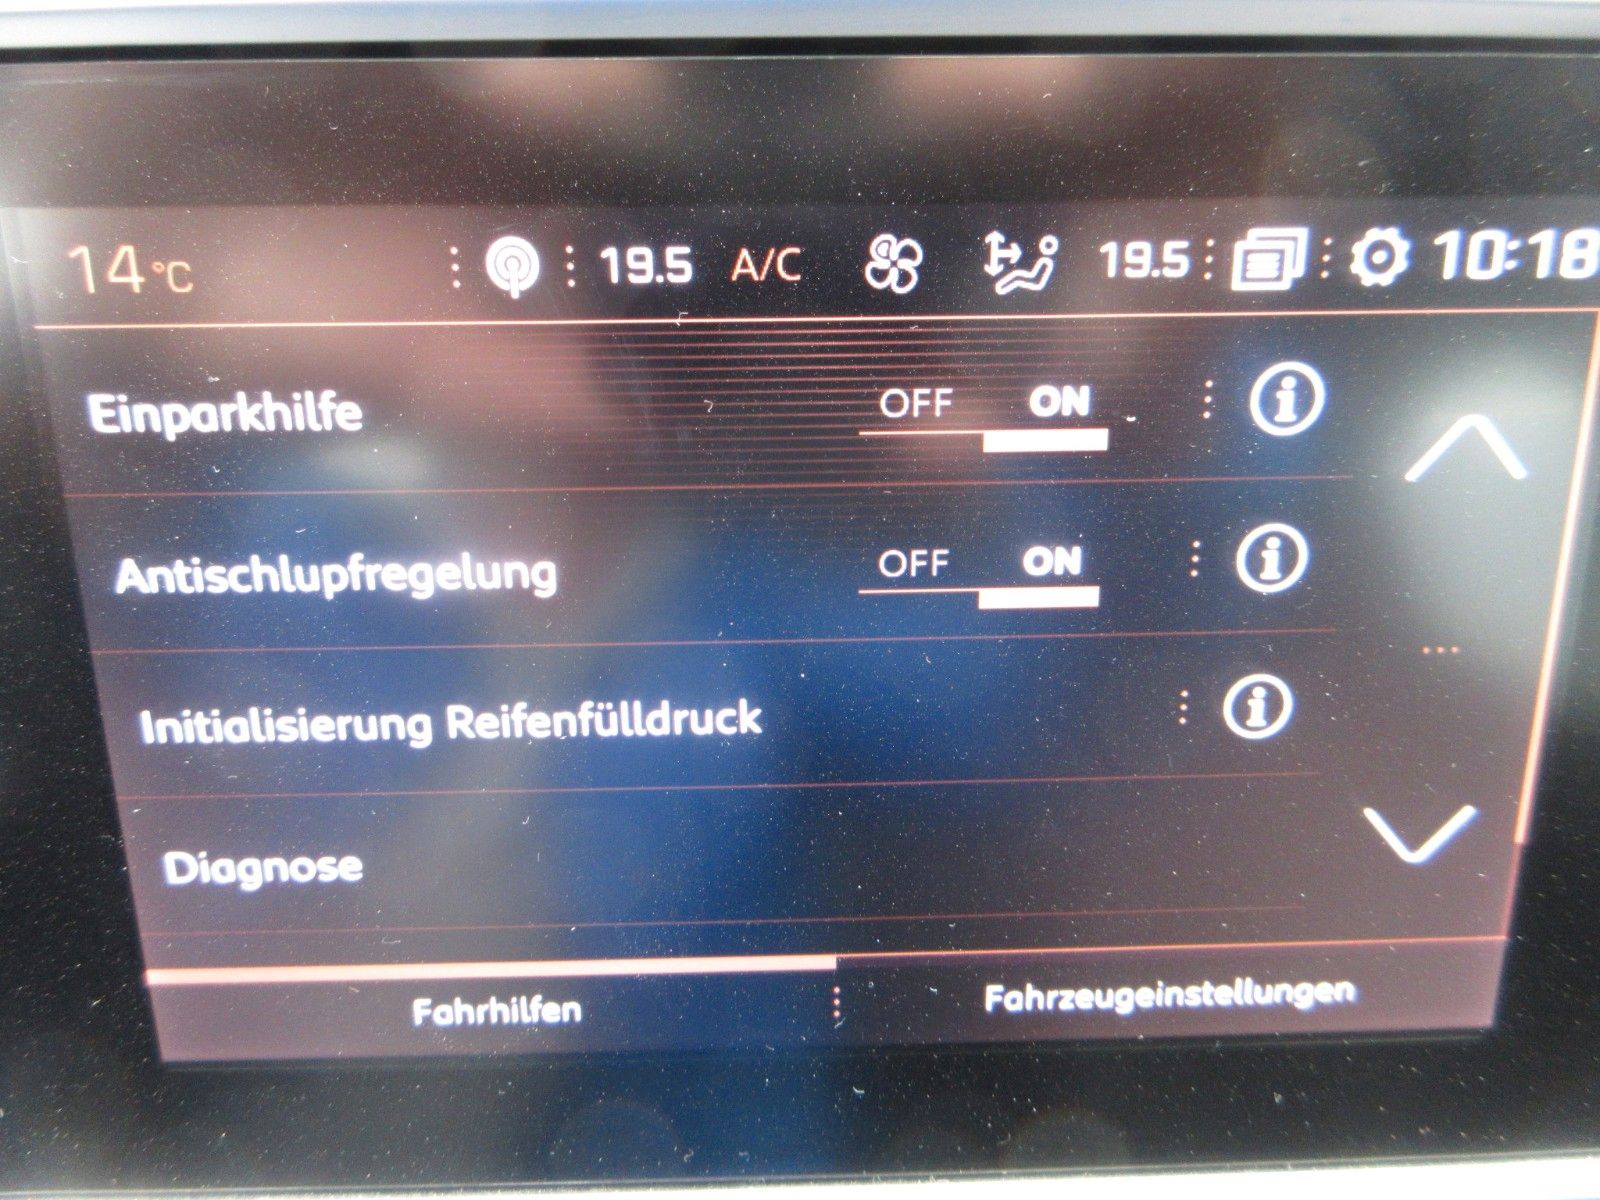 14 °C 19.5 A/C 19.5 10:18
Einparkhilfe OFF ON
Antischlupfregelung OFF ON
Initialisierung Reifenfülldruck
Diagnose
Fahrhilfen Fahrzeugeinstellungen